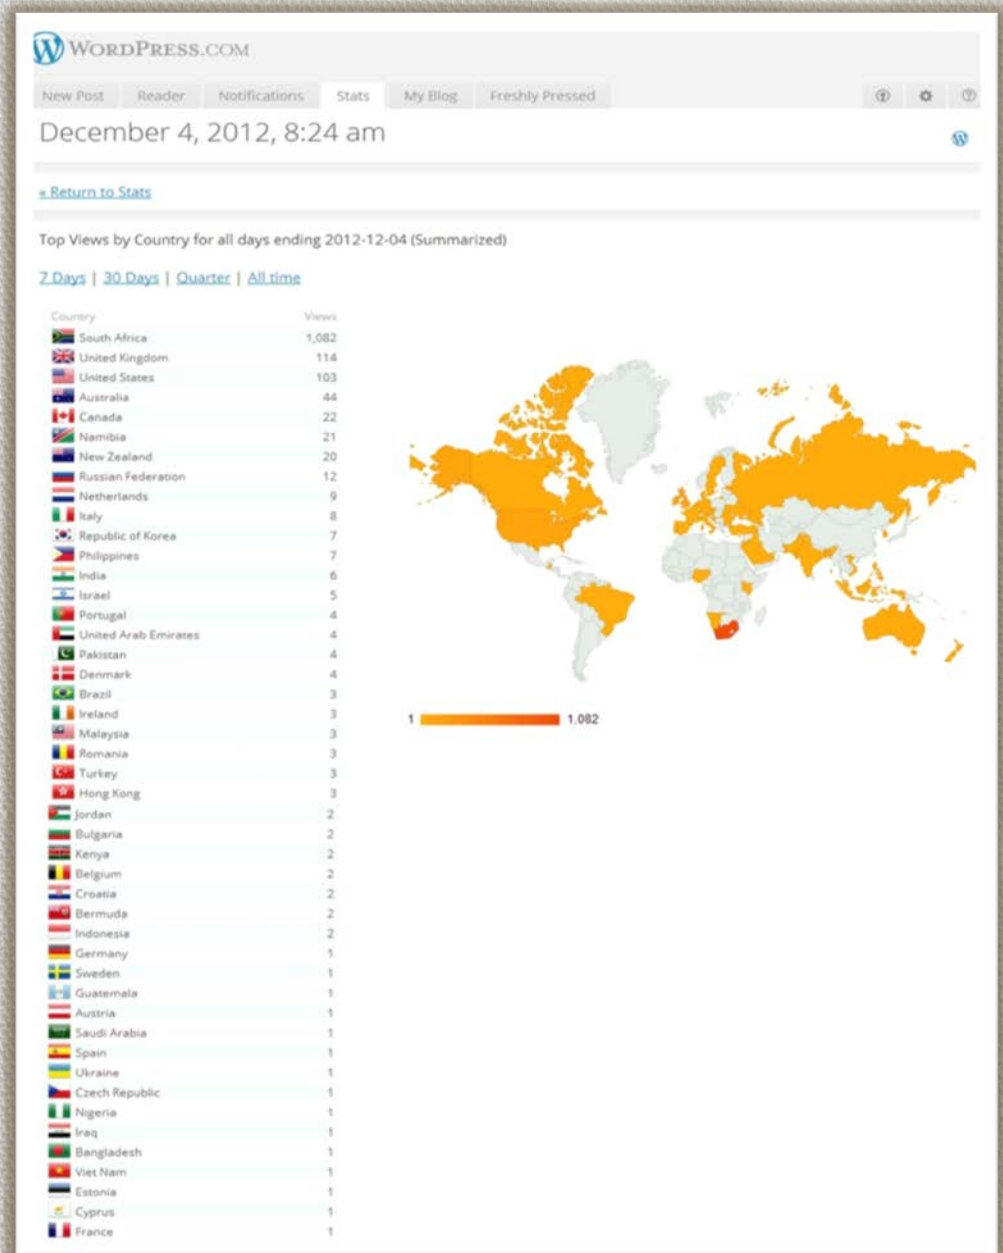 WORDPRESS.COM
New Post Reader Notifications Stats My Blog Freshly Pressed
December 4, 2012, 8:24 am
« Return to Stats
Top Views by Country for all days ending 2012-12-04 (Summarized)
7 Days | 30 Days | Quarter | All time
Country Views
South Africa 1,082
United Kingdom 114
United States 103
Australia 44
Canada 22
Namibia 21
New Zealand 20
Russian Federation 12
Netherlands 9
Italy 8
Republic of Korea 7
Philippines 7
India 6
Israel 5
Portugal 4
United Arab Emirates 4
Pakistan 4
Denmark 4
Brazil 3
Ireland 3
Malaysia 3
Romania 3
Turkey 3
Hong Kong 3
Jordan 2
Bulgaria 2
Kenya 2
Belgium 2
Croatia 2
Bermuda 2
Indonesia 2
Germany 1
Sweden 1
Guatemala 1
Austria 1
Saudi Arabia 1
Spain 1
Ukraine 1
Czech Republic 1
Nigeria 1
Iraq 1
Bangladesh 1
Viet Nam 1
Estonia 1
Cyprus 1
France 1
1 1,082